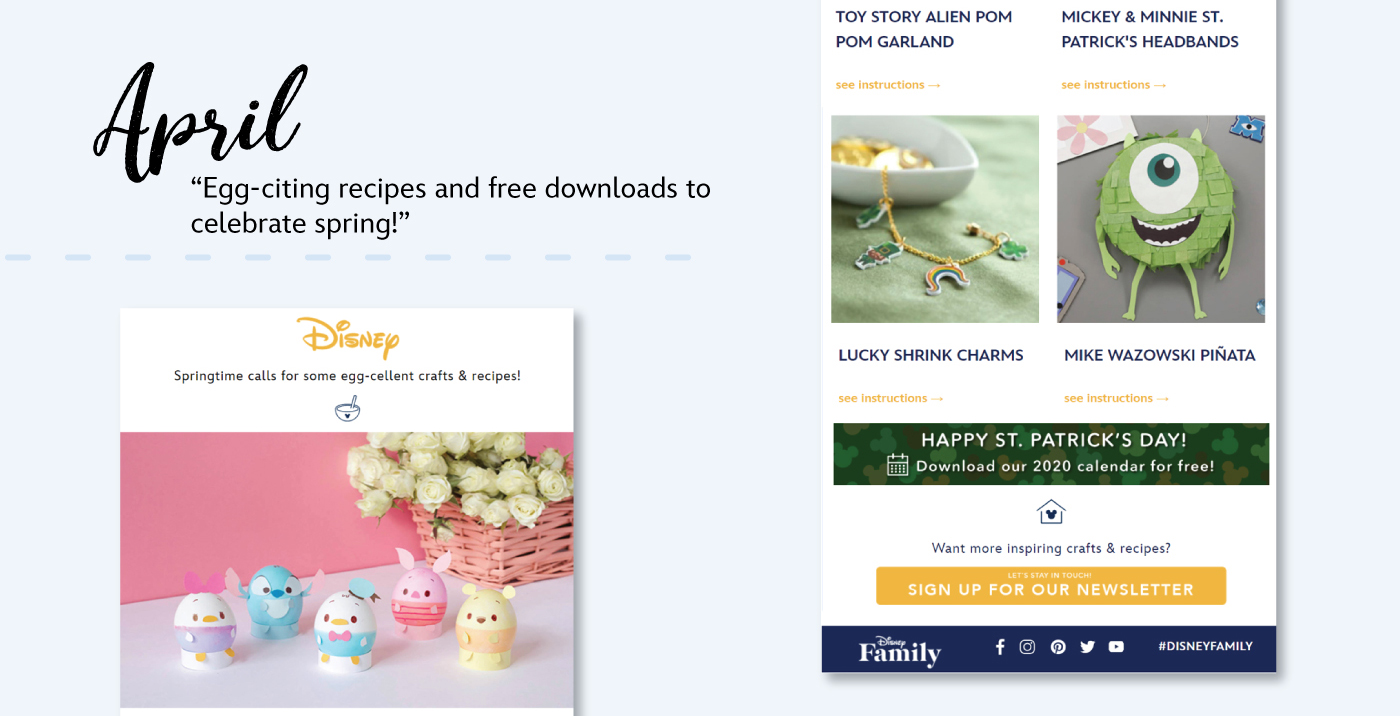 April
“Egg-citing recipes and free downloads to
celebrate spring!”
Disney
Springtime calls for some egg-cellent crafts & recipes!
TOY STORY ALIEN POM
POM GARLAND
see instructions →
MICKEY & MINNIE ST.
PATRICK'S HEADBANDS
see instructions →
LUCKY SHRINK CHARMS
see instructions →
MIKE WAZOWSKI PIÑATA
see instructions →
HAPPY ST. PATRICK’S DAY!
Download our 2020 calendar for free!
Want more inspiring crafts & recipes?
LET'S STAY IN TOUCH!
SIGN UP FOR OUR NEWSLETTER
Disney
Family
#DISNEYFAMILY